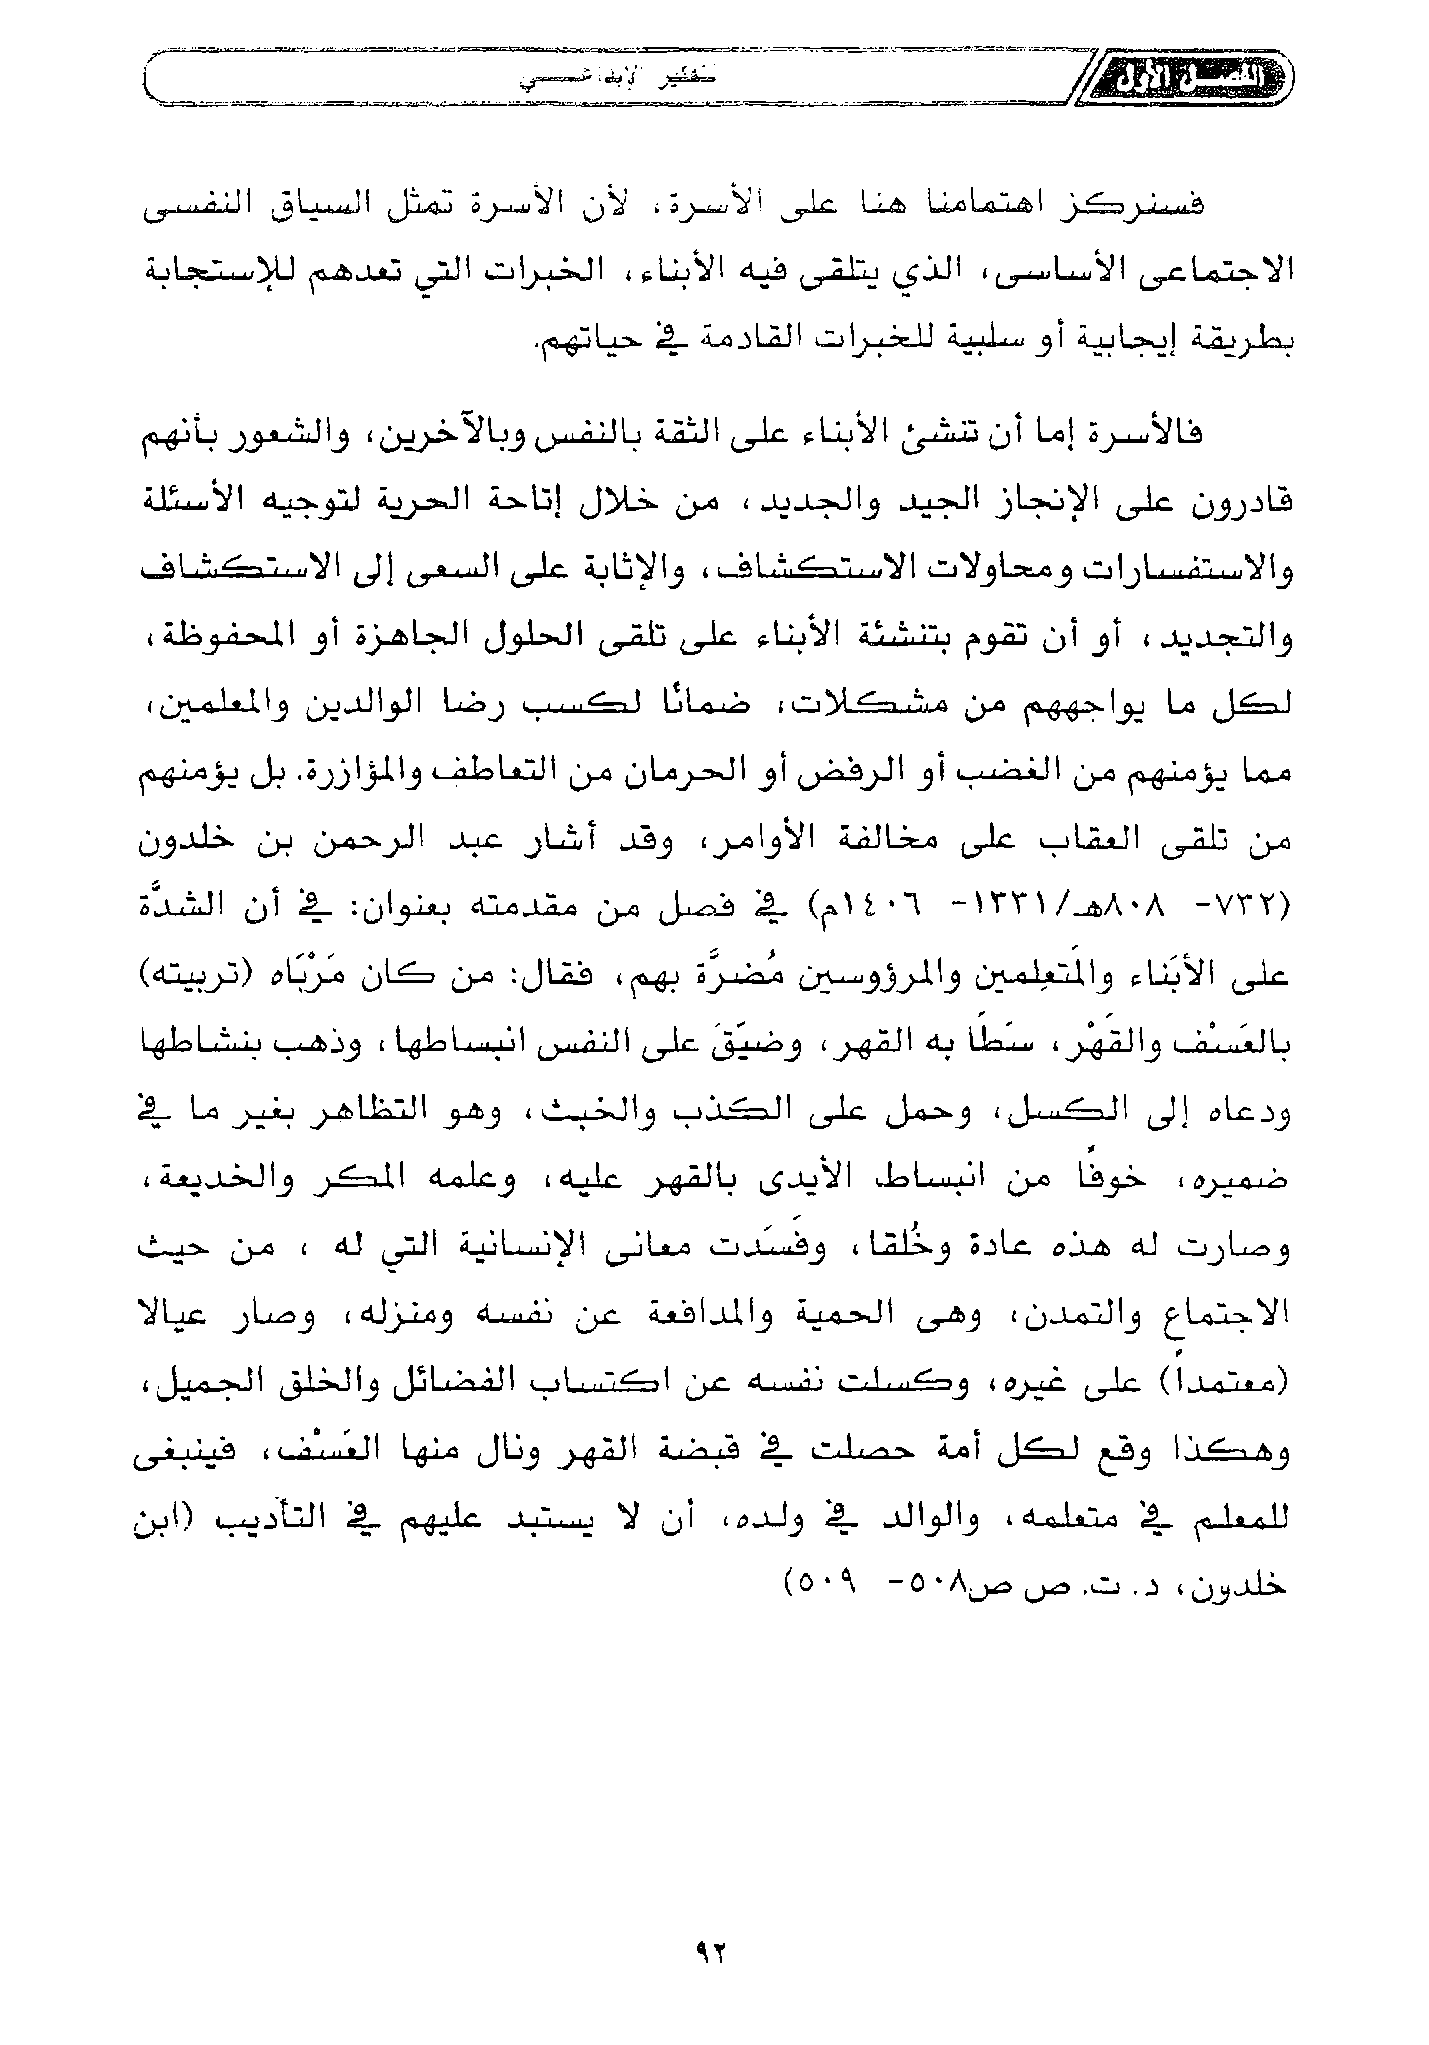 الفصل الأول
التفكير الإبداعي
فسنركز اهتمامنا هنا على الأسرة، لأن الأسرة تمثل السياق النفسى
الاجتماعى الأساسى، الذي يتلقى فيه الأبناء، الخبرات التي تعدهم للإستجابة
بطريقة إيجابية أو سلبية للخبرات القادمة في حياتهم.
فالأسرة إما أن تنشئ الأبناء على الثقة بالنفس وبالآخرين، والشعور بأنهم
قادرون على الإنجاز الجيد والجديد، من خلال إتاحة الحرية لتوجيه الأسئلة
والاستفسارات ومحاولات الاستكشاف، والإثابة على السعى إلى الاستكشاف
والتجديد، أو أن تقوم بتنشئة الأبناء على تلقى الحلول الجاهزة أو المحفوظة،
لكل ما يواجههم من مشكلات، ضمانًا لكسب رضا الوالدين والمعلمين،
مما يؤمنهم من الغضب أو الرفض أو الحرمان من التعاطف والمؤازرة. بل يؤمنهم
من تلقى العقاب على مخالفة الأوامر، وقد أشار عبد الرحمن بن خلدون
(٧٣٢- ٨٠٨هـ/١٣٣١- ١٤٠٦م) في فصل من مقدمته بعنوان: في أن الشدَّة
على الأبَناء والمُتعِلمين والمرؤوسين مُضرَّة بهم، فقال: من كان مَرْبَاه (تربيته)
بالعَسْف والقَهْر، سَطَا به القهر، وضيَّقَ على النفس انبساطها، وذهب بنشاطها
ودعاه إلى الكسل، وحمل على الكذب والخبث، وهو التظاهر بغير ما في
ضميره، خوفًا من انبساط الأيدى بالقهر عليه، وعلمه المكر والخديعة،
وصارت له هذه عادة وخُلقا، وفَسَدت معانى الإنسانية التي له ، من حيث
الاجتماع والتمدن، وهى الحمية والمدافعة عن نفسه ومنزله، وصار عيالا
(معتمداً) على غيره، وكسلت نفسه عن اكتساب الفضائل والخلق الجميل،
وهكذا وقع لكل أمة حصلت في قبضة القهر ونال منها العَسْف، فينبغى
للمعلم في متعلمه، والوالد في ولده، أن لا يستبد عليهم في التأديب (ابن
خلدون، د. ت. ص ص٥٠٨- ٥٠٩)
٩٢